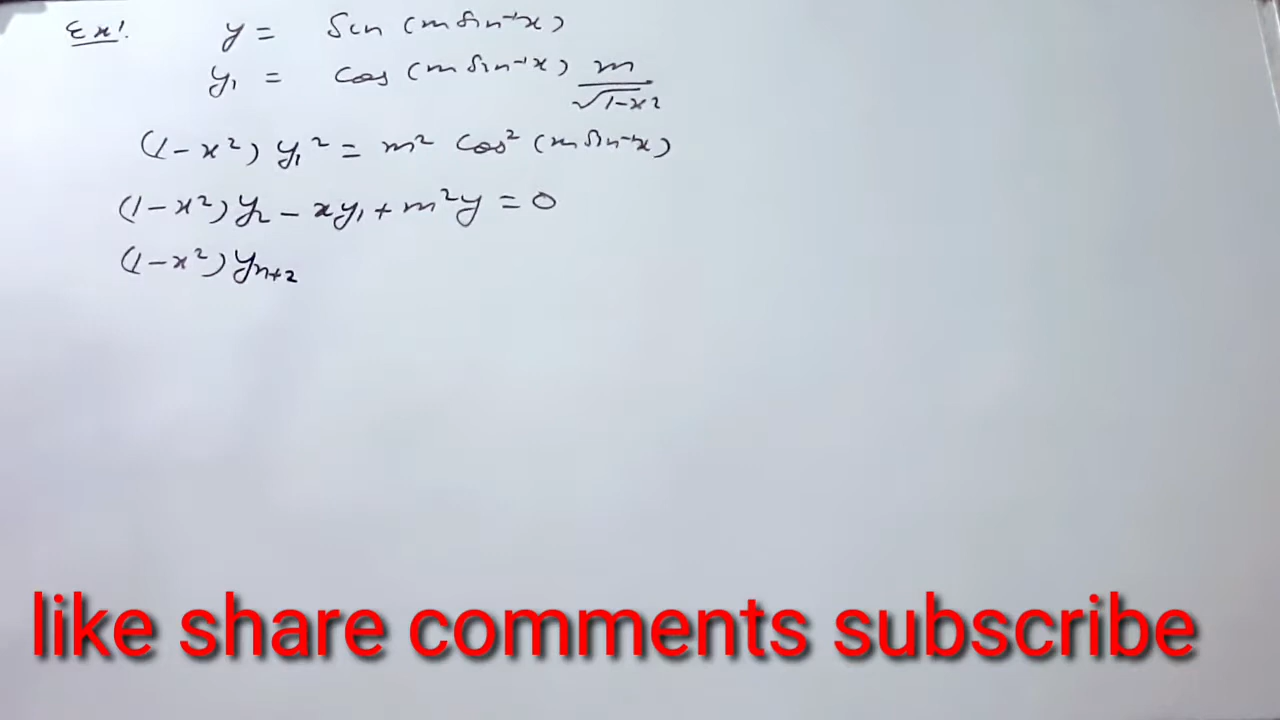 Ex!. y = Sin (m sin⁻¹x)
y₁ = cos (m sin⁻¹x) m/√1-x²
(1-x²) y₁² = m² cos² (m sin⁻¹x)
(1-x²) y₂ - xy₁ + m²y = 0
(1-x²) yₙ₊₂
like share comments subscribe